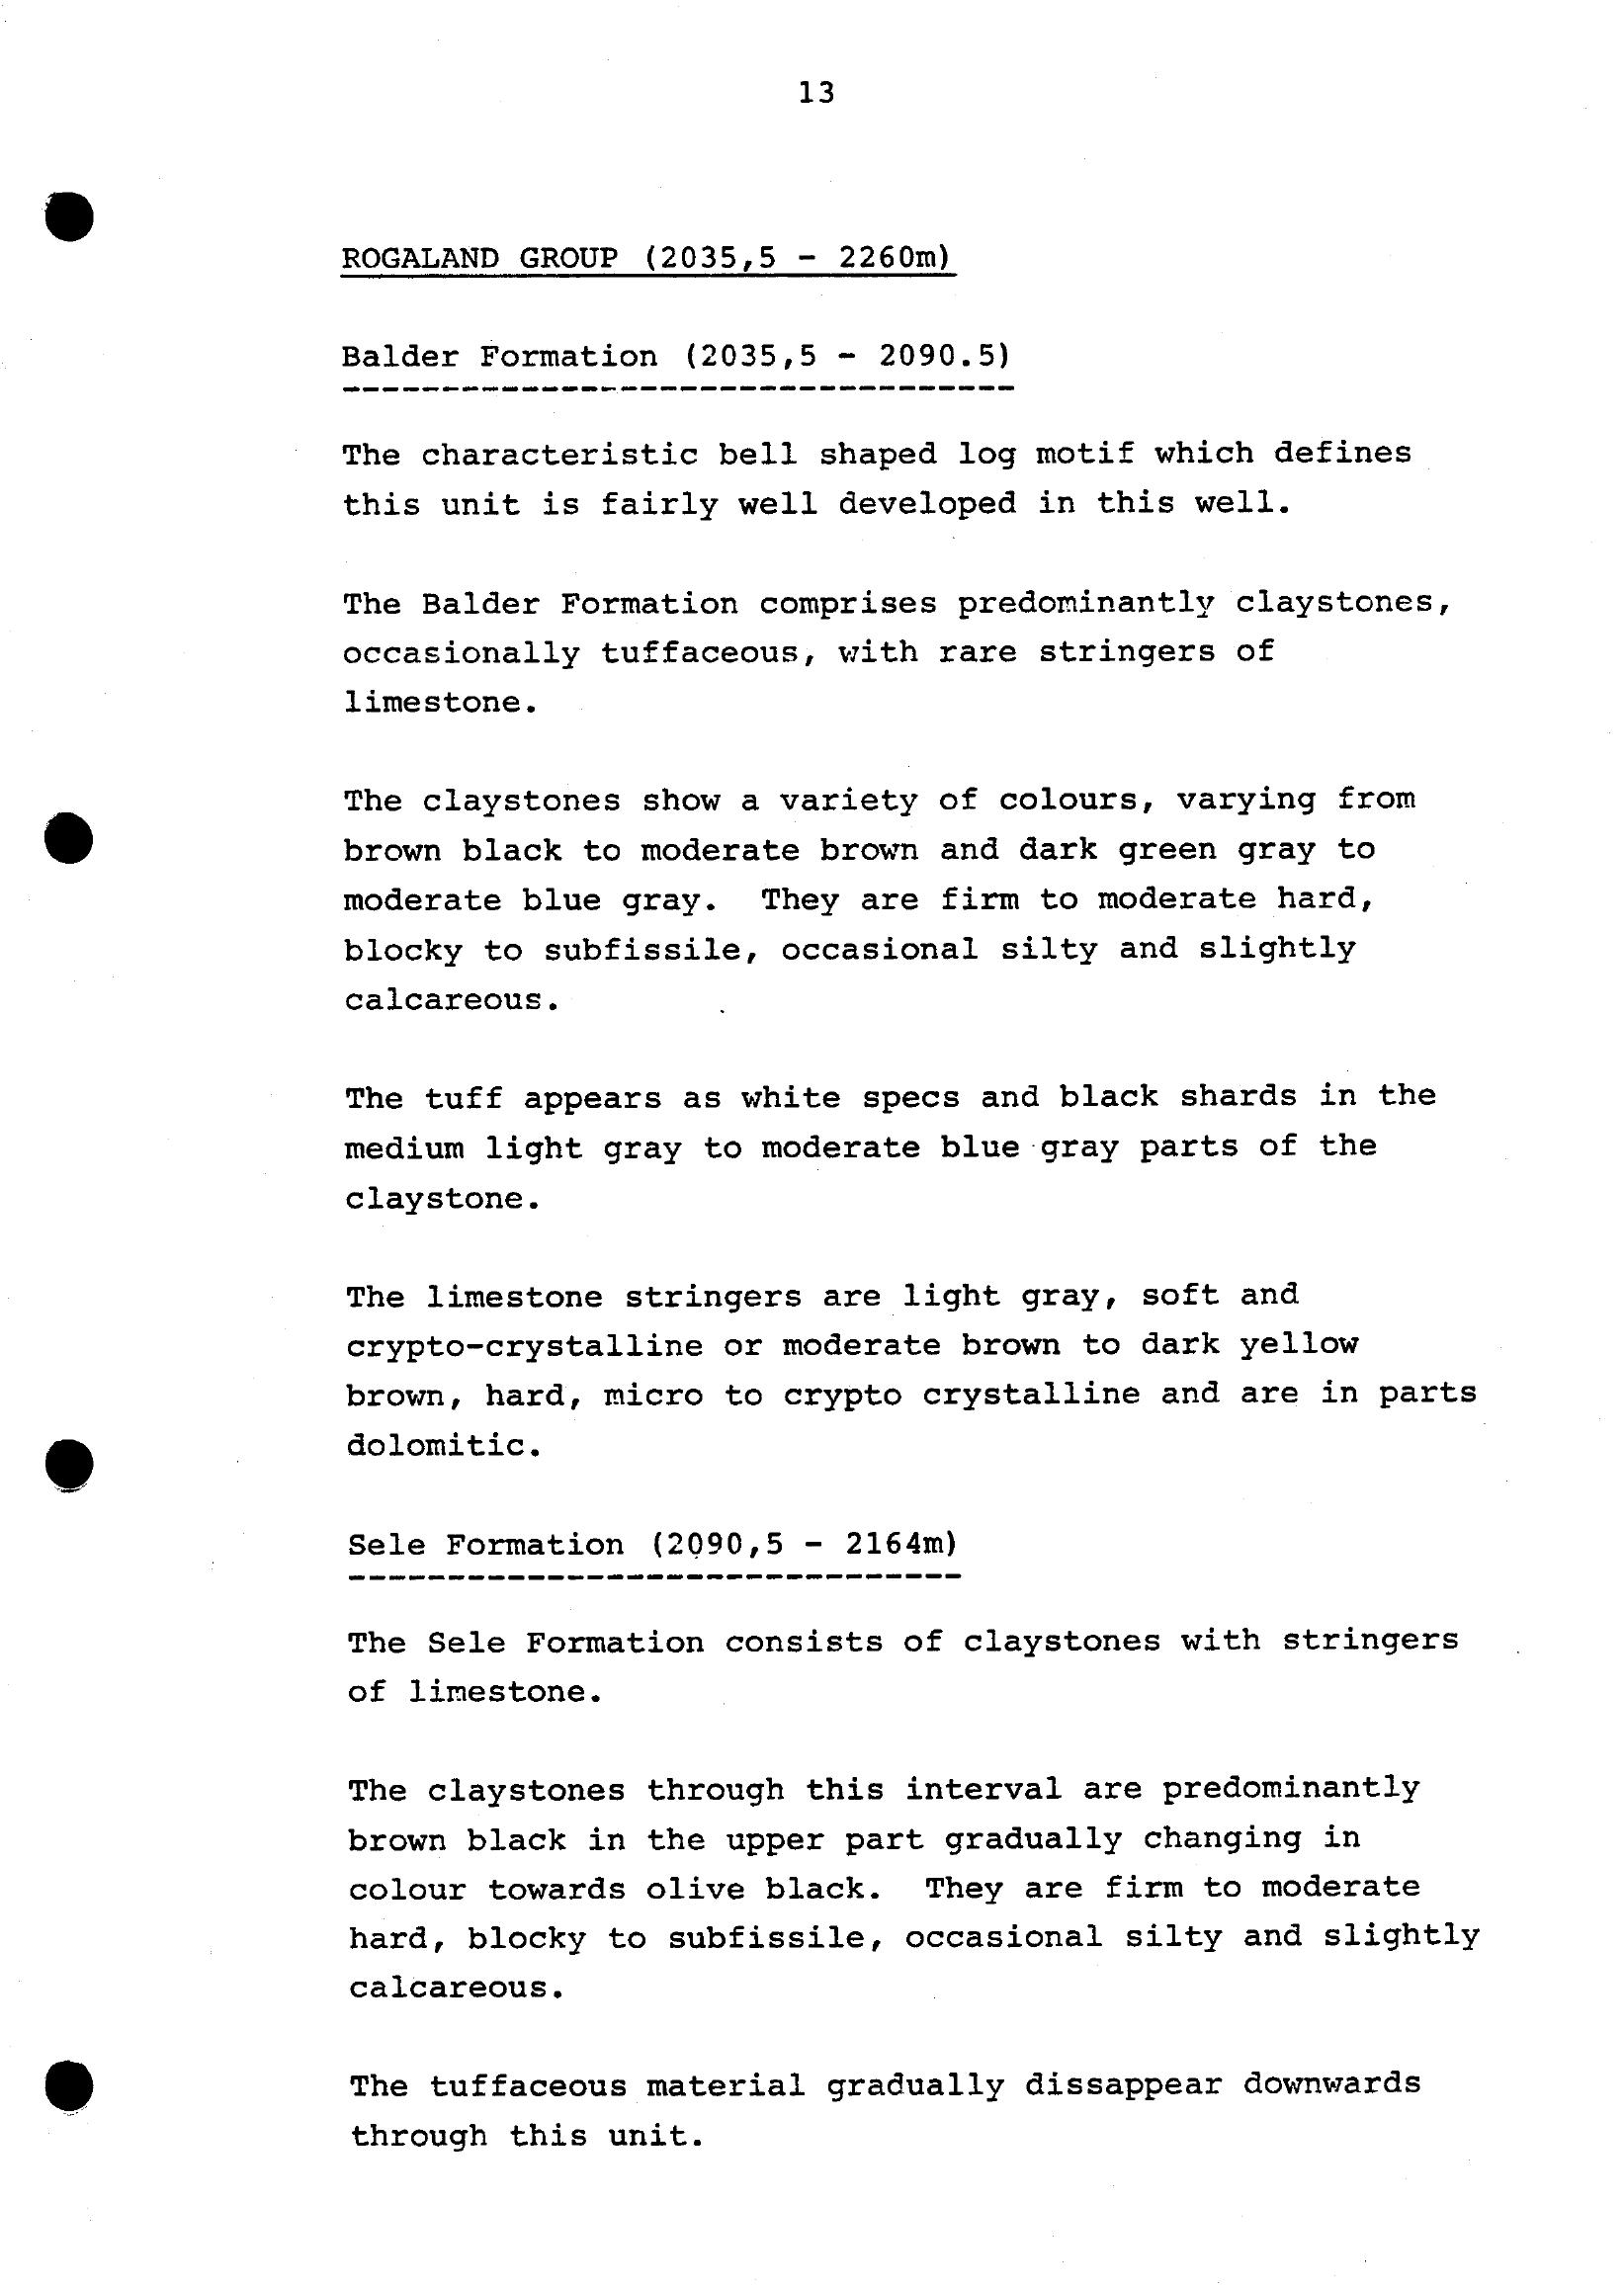 13
ROGALAND GROUP (2035,5 - 2260m)
Balder Formation (2035,5 - 2090.5)
The characteristic bell shaped log motif which defines
this unit is fairly well developed in this well.
The Balder Formation comprises predominantly claystones,
occasionally tuffaceous, with rare stringers of
limestone.
The claystones show a variety of colours, varying from
brown black to moderate brown and dark green gray to
moderate blue gray.  They are firm to moderate hard,
blocky to subfissile, occasional silty and slightly
calcareous.
The tuff appears as white specs and black shards in the
medium light gray to moderate blue gray parts of the
claystone.
The limestone stringers are light gray, soft and
crypto-crystalline or moderate brown to dark yellow
brown, hard, micro to crypto crystalline and are in parts
dolomitic.
Sele Formation (2090,5 - 2164m)
The Sele Formation consists of claystones with stringers
of limestone.
The claystones through this interval are predominantly
brown black in the upper part gradually changing in
colour towards olive black.  They are firm to moderate
hard, blocky to subfissile, occasional silty and slightly
calcareous.
The tuffaceous material gradually dissappear downwards
through this unit.